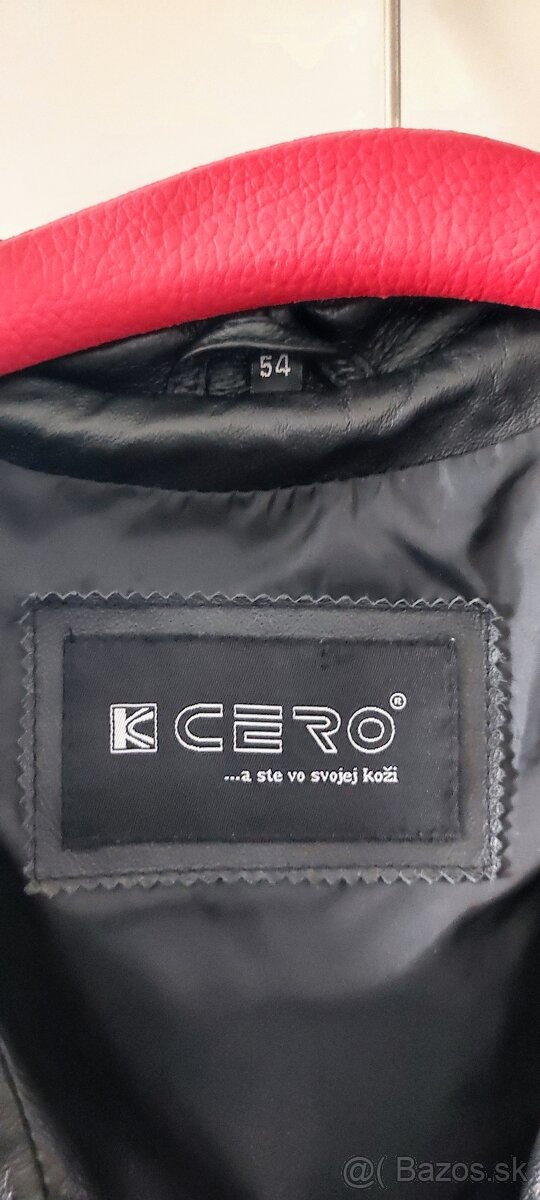 54
K CERO®
...a ste vo svojej koži
@( Bazos.sk